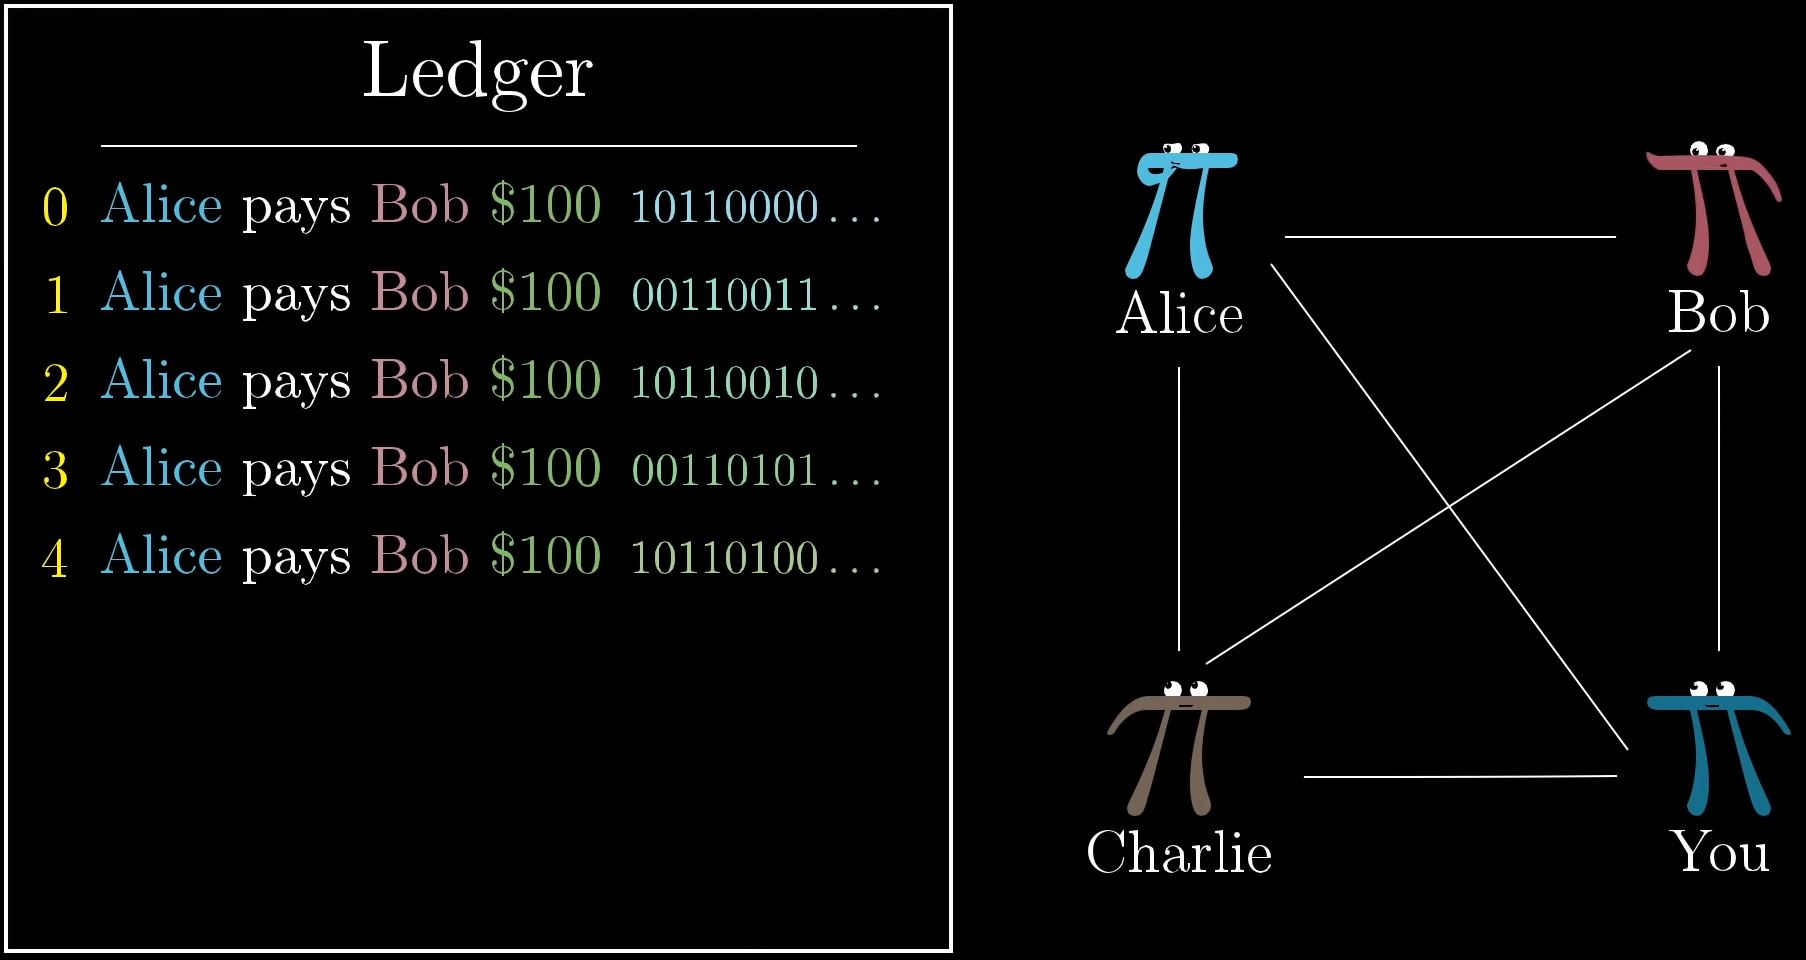 Ledger
0 Alice pays Bob $100 10110000...
1 Alice pays Bob $100 00110011...
2 Alice pays Bob $100 10110010...
3 Alice pays Bob $100 00110101...
4 Alice pays Bob $100 10110100...
Alice
Bob
Charlie
You